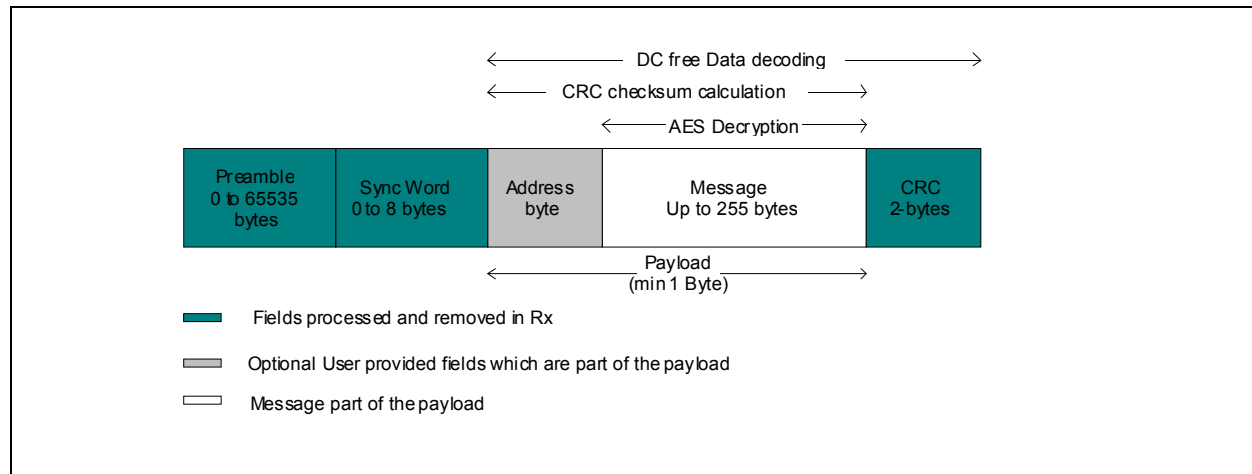 DC free Data decoding
CRC checksum calculation
AES Decryption
Preamble
0 to 65535
bytes
Sync Word
0 to 8 bytes
Address
byte
Message
Up to 255 bytes
CRC
2-bytes
Payload
(min 1 Byte)
Fields processed and removed in Rx
Optional User provided fields which are part of the payload
Message part of the payload